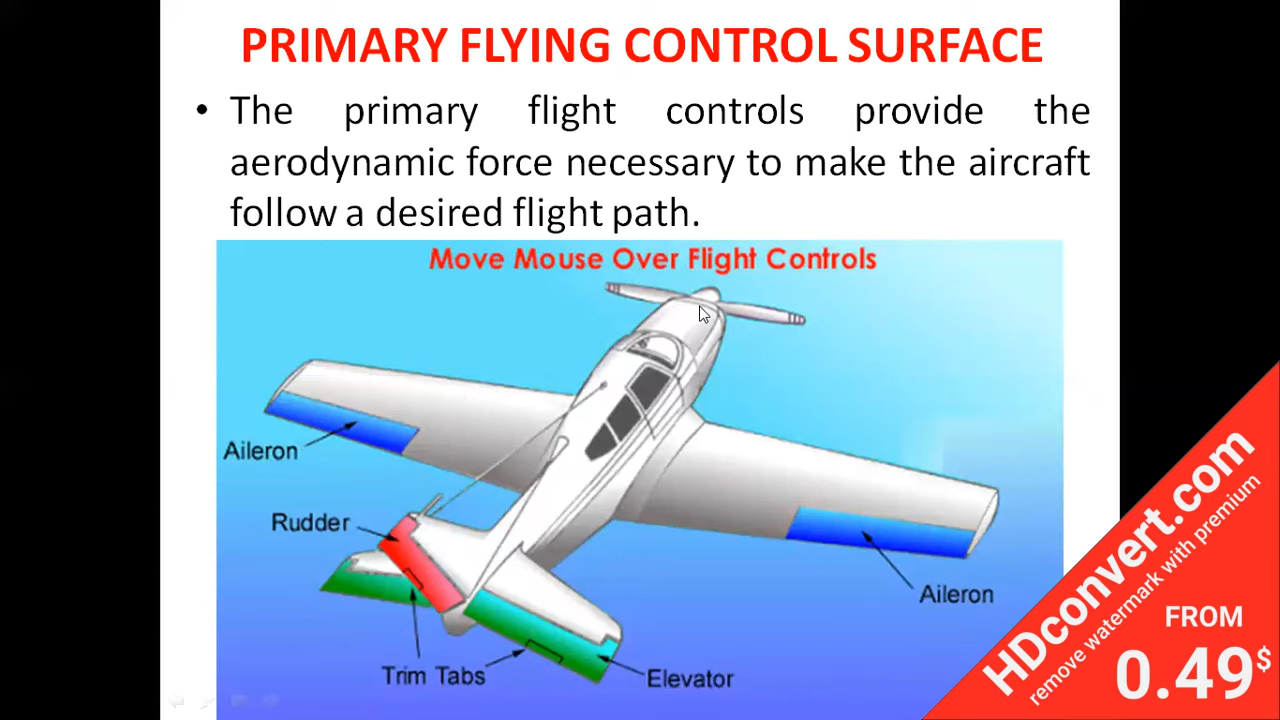 PRIMARY FLYING CONTROL SURFACE
• The primary flight controls provide the
aerodynamic force necessary to make the aircraft
follow a desired flight path.
Move Mouse Over Flight Controls
Aileron
Rudder
Aileron
Trim Tabs
Elevator
HDconvert.com
remove watermark with premium
FROM
0.49$